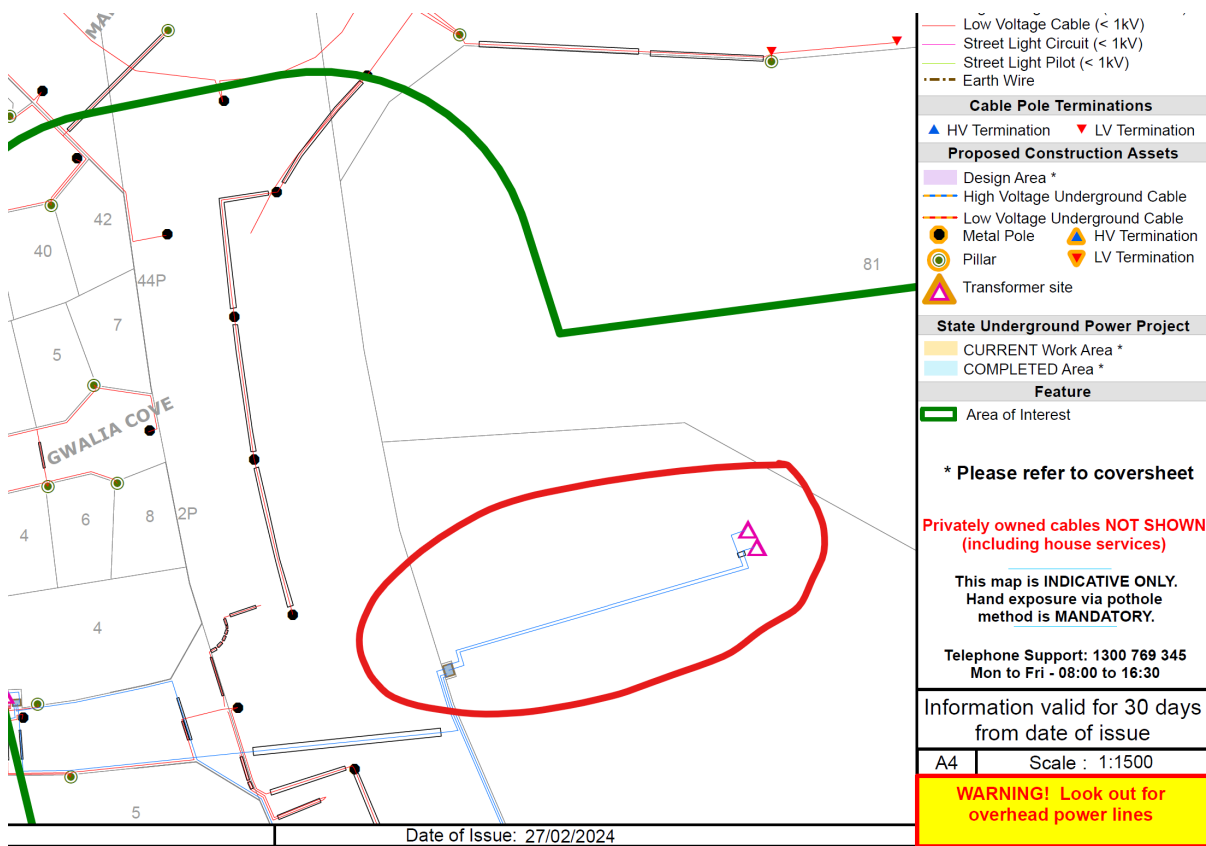 MA
42
40
44P
7
5
GWALIA COVE
4
6
8
2P
4
5
81
Low Voltage Cable (< 1kV)
Street Light Circuit (< 1kV)
Street Light Pilot (< 1kV)
Earth Wire
Cable Pole Terminations
HV Termination LV Termination
Proposed Construction Assets
Design Area *
High Voltage Underground Cable
Low Voltage Underground Cable
Metal Pole HV Termination
Pillar LV Termination
Transformer site
State Underground Power Project
CURRENT Work Area *
COMPLETED Area *
Feature
Area of Interest
* Please refer to coversheet
Privately owned cables NOT SHOWN
(including house services)
This map is INDICATIVE ONLY.
Hand exposure via pothole
method is MANDATORY.
Telephone Support: 1300 769 345
Mon to Fri - 08:00 to 16:30
Information valid for 30 days
from date of issue
A4 Scale : 1:1500
WARNING! Look out for
overhead power lines
Date of Issue: 27/02/2024